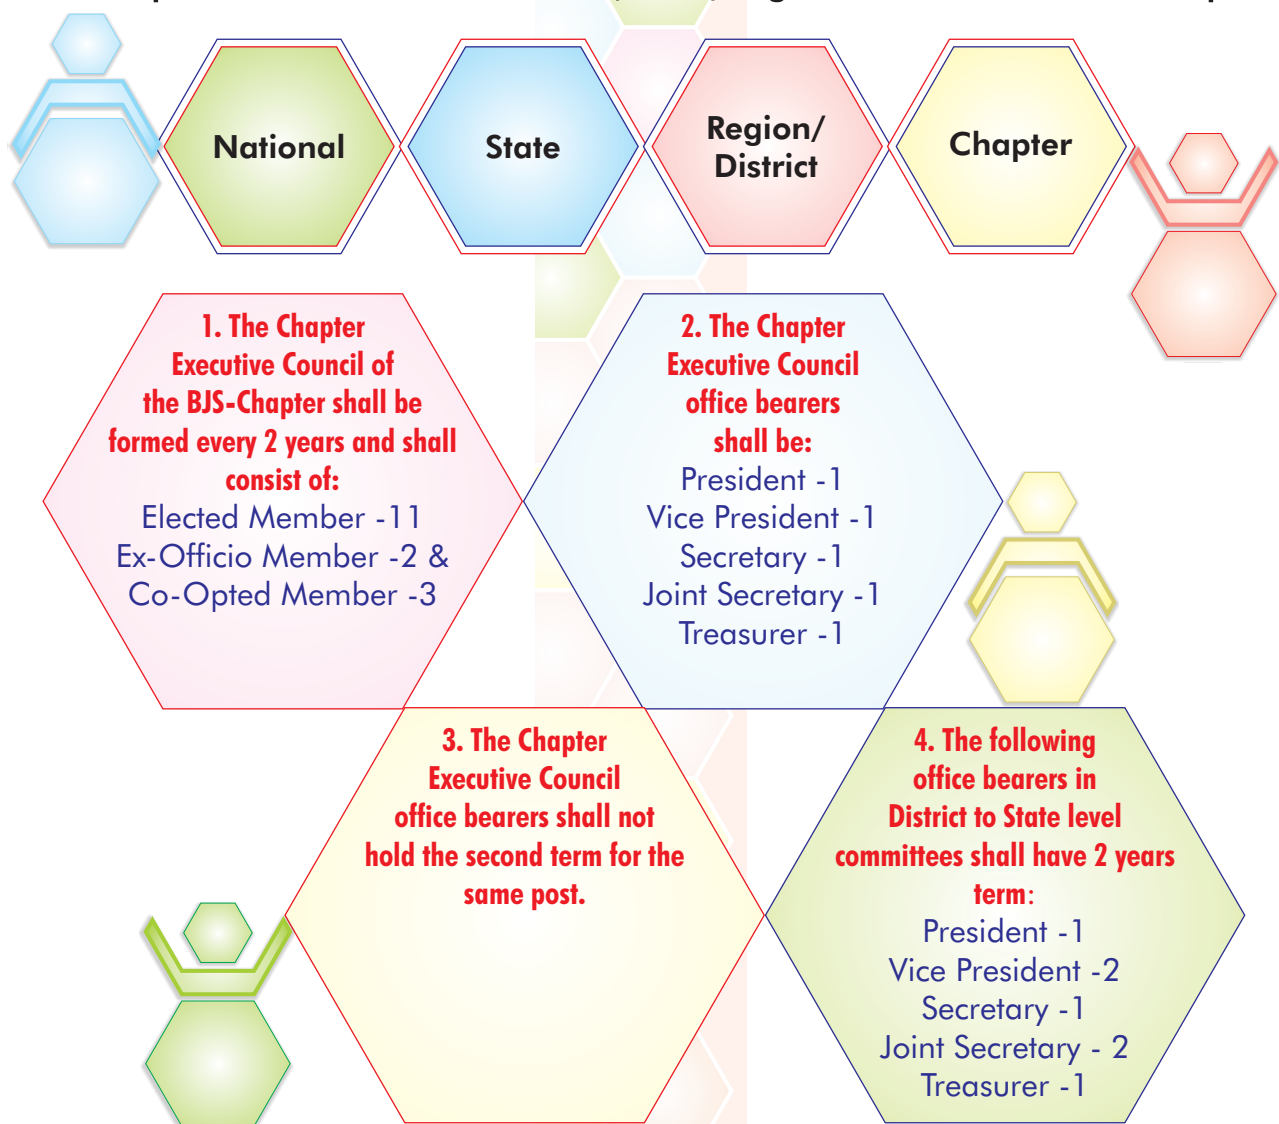 National
State
Region/
District
Chapter
1. The Chapter
Executive Council of
the BJS-Chapter shall be
formed every 2 years and shall
consist of:
Elected Member -11
Ex-Officio Member -2 &
Co-Opted Member -3
2. The Chapter
Executive Council
office bearers
shall be:
President -1
Vice President -1
Secretary -1
Joint Secretary -1
Treasurer -1
3. The Chapter
Executive Council
office bearers shall not
hold the second term for the
same post.
4. The following
office bearers in
District to State level
committees shall have 2 years
term:
President -1
Vice President -2
Secretary -1
Joint Secretary - 2
Treasurer -1